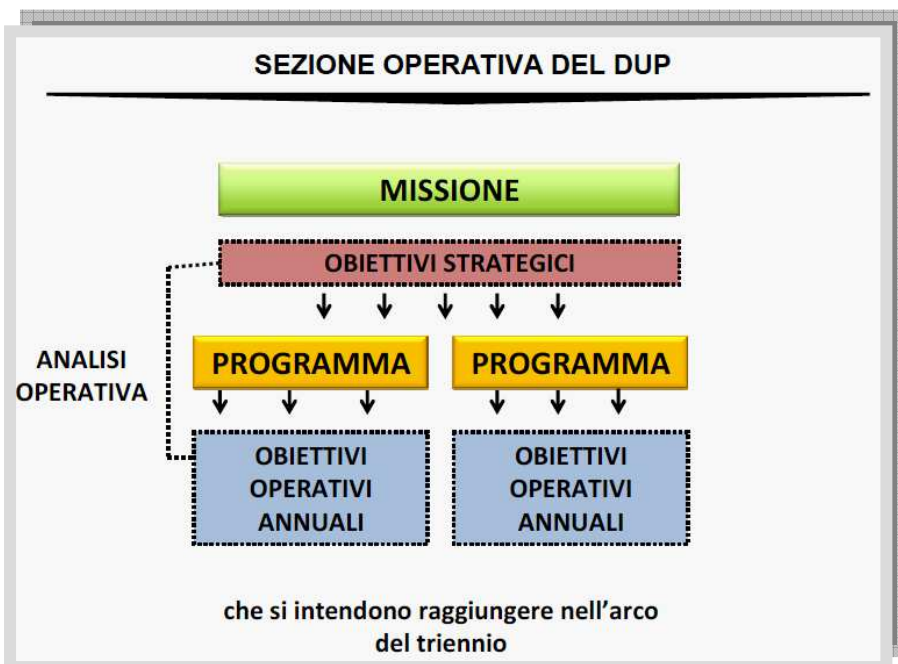 SEZIONE OPERATIVA DEL DUP
MISSIONE
OBIETTIVI STRATEGICI
ANALISI
OPERATIVA
PROGRAMMA
PROGRAMMA
OBIETTIVI
OPERATIVI
ANNUALI
OBIETTIVI
OPERATIVI
ANNUALI
che si intendono raggiungere nell’arco
del triennio